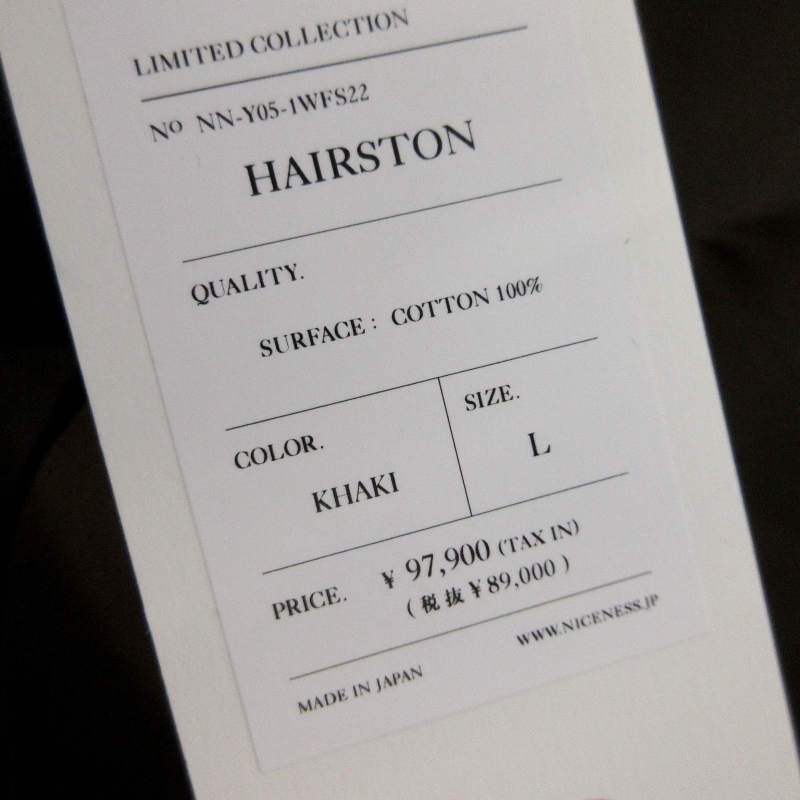 LIMITED COLLECTION
No NN-Y05-1WFS22
HAIRSTON
QUALITY.
SURFACE : COTTON 100%
COLOR.
KHAKI
SIZE.
L
PRICE. ¥ 97,900 (TAX IN)
( 税抜¥89,000 )
WWW.NICENESS.JP
MADE IN JAPAN